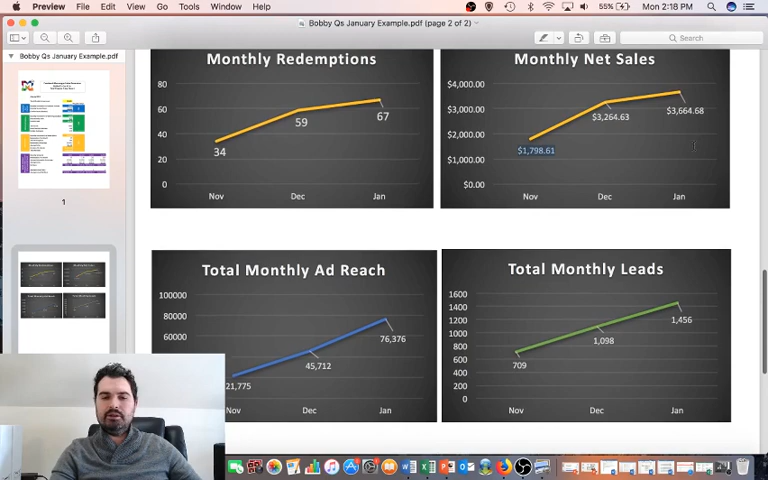 Preview File Edit View Go Tools Window Help 55% Mon 2:18 PM
Bobby Qs January Example.pdf (page 2 of 2)
Search
Bobby Qs January Example.pdf
1
Monthly Redemptions
80
60
40
20
0
34
59
67
Nov Dec Jan
Monthly Net Sales
$4,000.00
$3,000.00
$2,000.00
$1,000.00
$0.00
$1,798.61
$3,264.63
$3,664.68
Nov Dec Jan
Total Monthly Ad Reach
100000
80000
60000
21,775
45,712
76,376
Nov Dec Jan
Total Monthly Leads
1600
1400
1200
1000
800
600
400
200
0
709
1,098
1,456
Nov Dec Jan